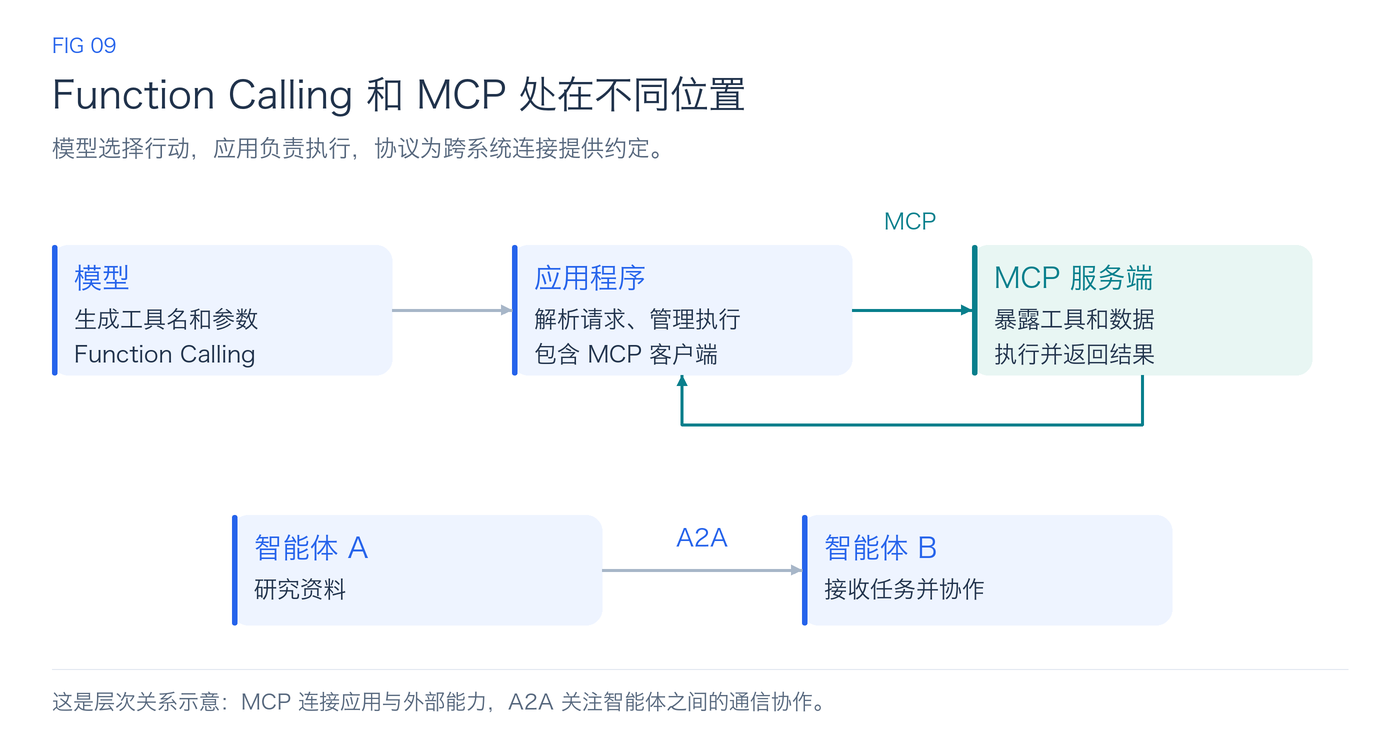 FIG 09
Function Calling 和 MCP 处在不同位置
模型选择行动，应用负责执行，协议为跨系统连接提供约定。
MCP
模型
生成工具名和参数
Function Calling
应用程序
解析请求、管理执行
包含 MCP 客户端
MCP 服务端
暴露工具和数据
执行并返回结果
智能体 A
研究资料
A2A
智能体 B
接收任务并协作
这是层次关系示意：MCP 连接应用与外部能力，A2A 关注智能体之间的通信协作。